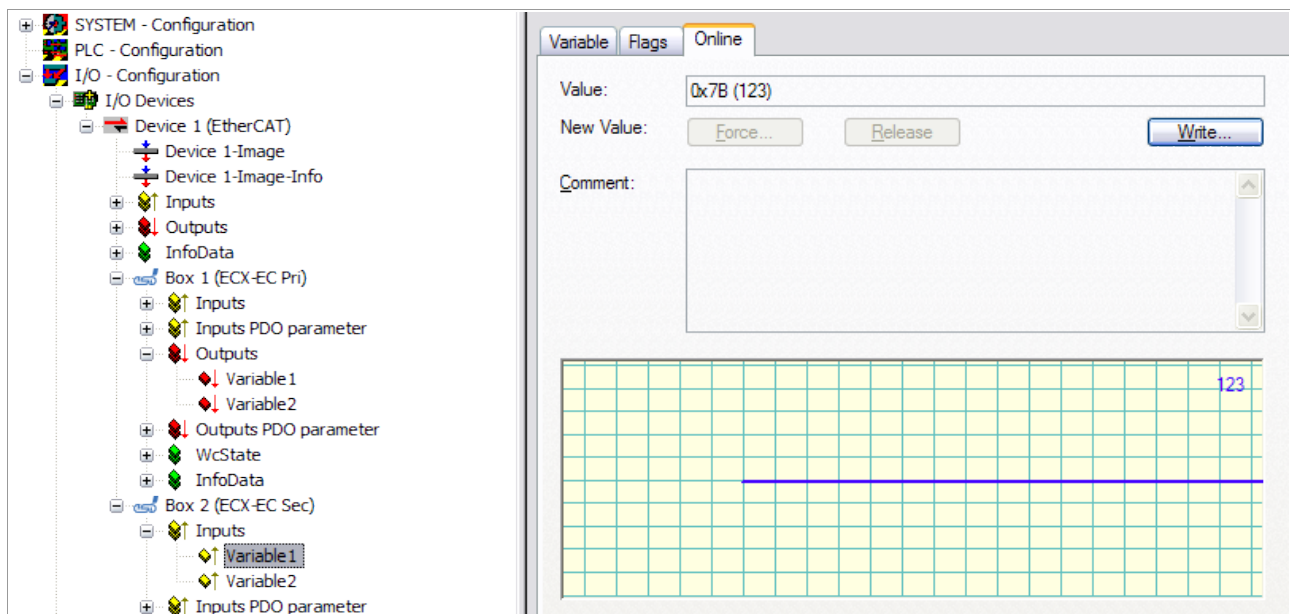 SYSTEM - Configuration
PLC - Configuration
I/O - Configuration
I/O Devices
Device 1 (EtherCAT)
Device 1-Image
Device 1-Image-Info
Inputs
Outputs
InfoData
Box 1 (ECX-EC Pri)
Inputs
Inputs PDO parameter
Outputs
Variable1
Variable2
Outputs PDO parameter
WcState
InfoData
Box 2 (ECX-EC Sec)
Inputs
Variable1
Variable2
Inputs PDO parameter
Variable Flags Online
Value: 0x7B (123)
New Value: Force... Release Write...
Comment:
123